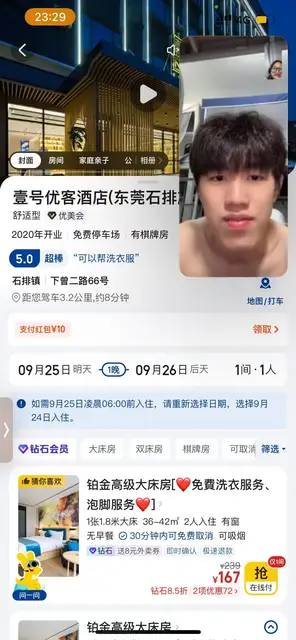 23:29
封面
房间
家庭亲子
公
相册
壹号优客酒店(东莞石排
舒适型 优美会
2020年开业 免费停车场 有棋牌房
5.0 超棒 “可以帮洗衣服”
石排镇 下曾二路66号
距您驾车3.2公里,约8分钟
地图/打车
支付红包¥10
领取
09月25日 明天 1晚 09月26日 后天 1间·1人
如需9月25日凌晨06:00前入住，请重新选择日期，选择9月
24日入住。
钻石会员 大床房 双床房 棋牌房 可取消 筛选
猜你喜欢
铂金高级大床房[❤️免費洗衣服务、
泡脚服务❤️]
1张1.8米大床 36-42㎡ 2人入住 有窗
无早餐 30分钟内可免费取消 可吸烟
钻石 送8元外卖券 即时确认 极速退款
问一问
¥239
¥167
钻石8.5折 2项优惠72
仅1间
抢
在线付
铂金高级大床房